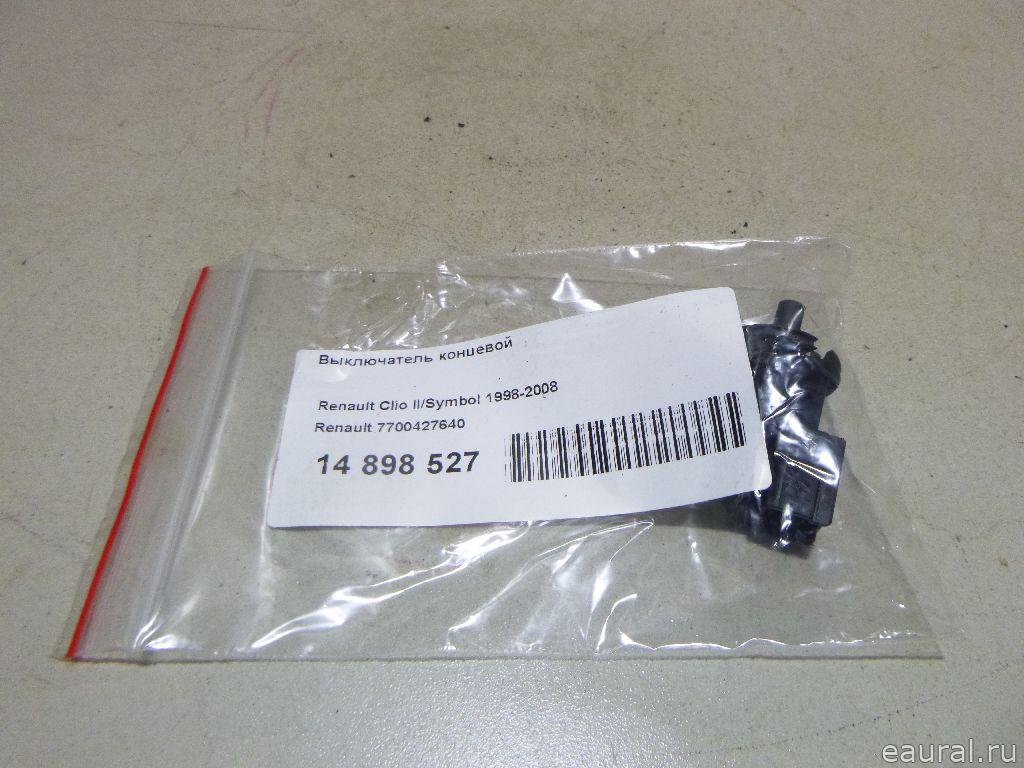 Выключатель концевой
Renault Clio II/Symbol 1998-2008
Renault 7700427640
14 898 527
eaural.ru